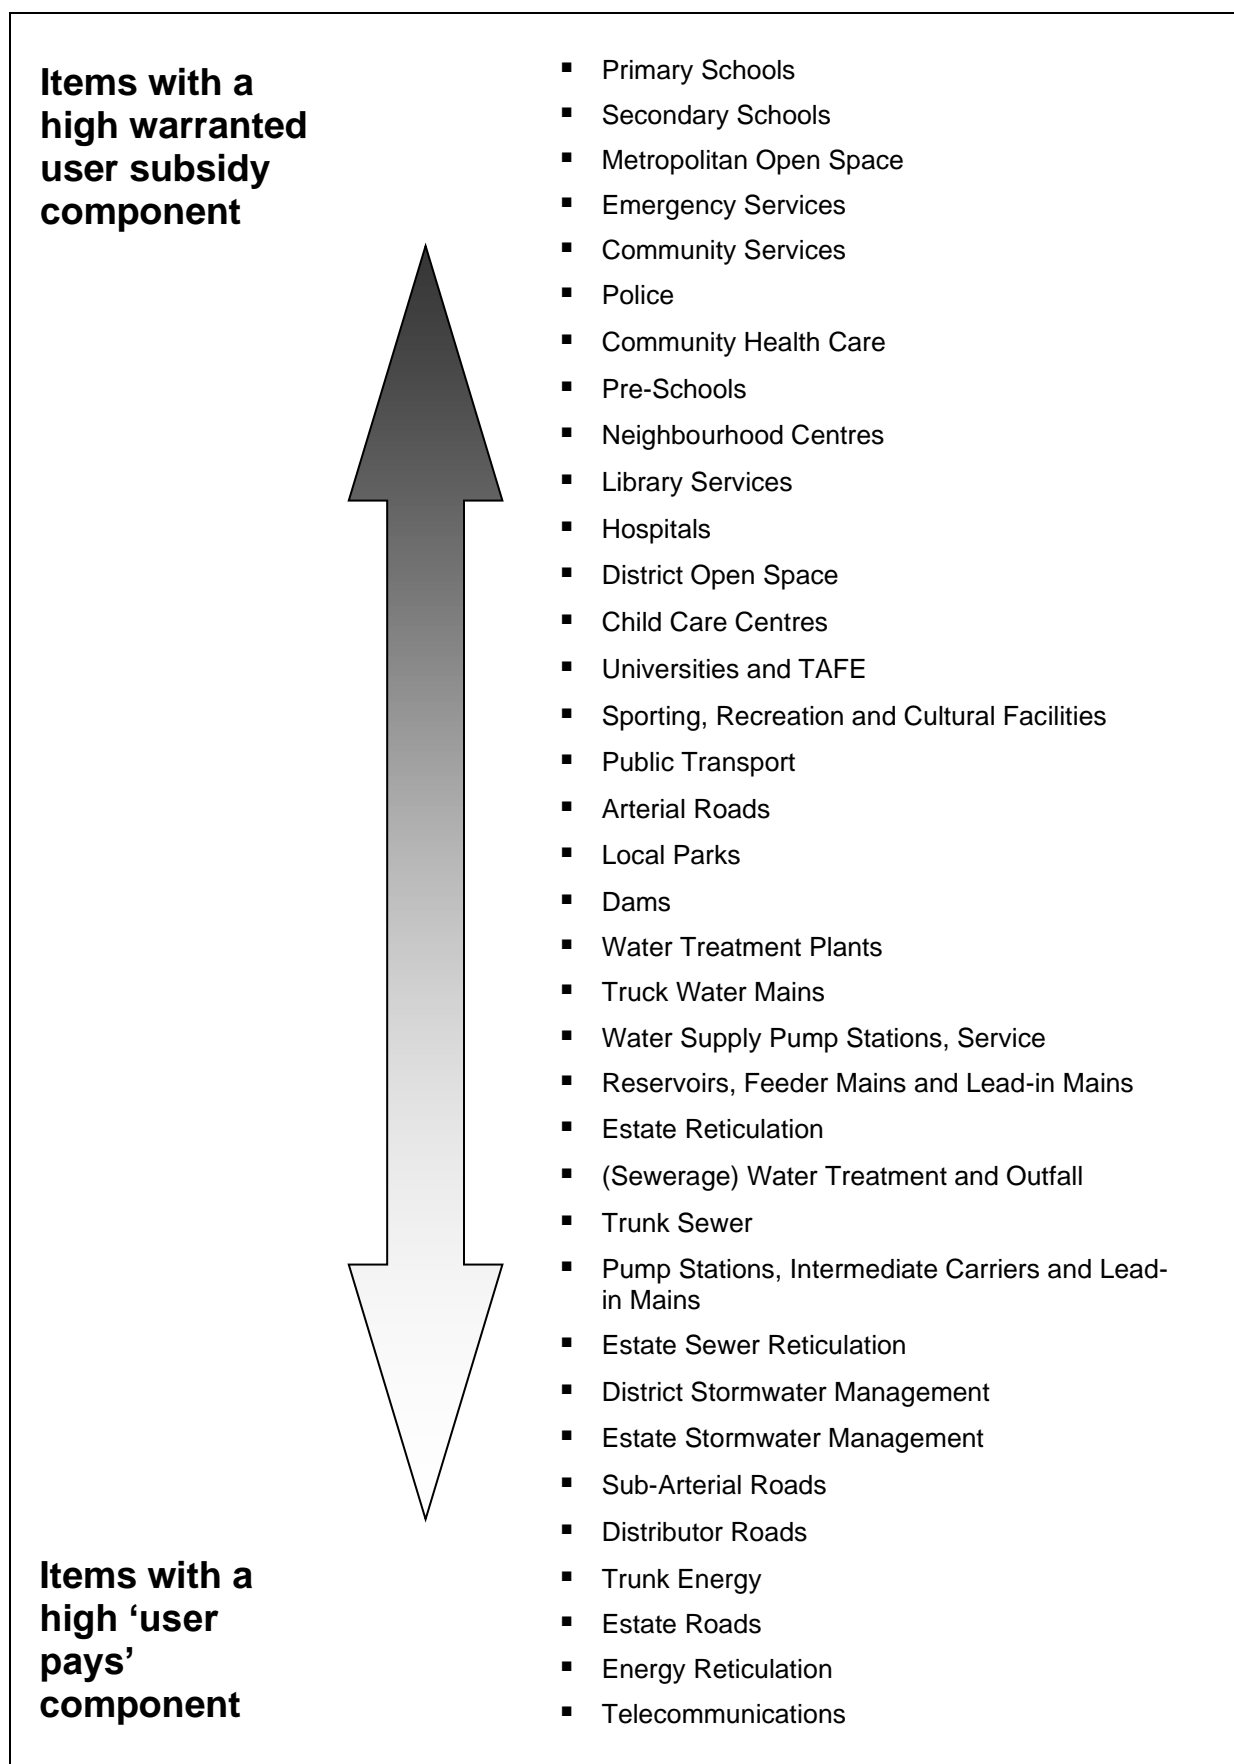 Items with a
high warranted
user subsidy
component
▪ Primary Schools
▪ Secondary Schools
▪ Metropolitan Open Space
▪ Emergency Services
▪ Community Services
▪ Police
▪ Community Health Care
▪ Pre-Schools
▪ Neighbourhood Centres
▪ Library Services
▪ Hospitals
▪ District Open Space
▪ Child Care Centres
▪ Universities and TAFE
▪ Sporting, Recreation and Cultural Facilities
▪ Public Transport
▪ Arterial Roads
▪ Local Parks
▪ Dams
▪ Water Treatment Plants
▪ Truck Water Mains
▪ Water Supply Pump Stations, Service
▪ Reservoirs, Feeder Mains and Lead-in Mains
▪ Estate Reticulation
▪ (Sewerage) Water Treatment and Outfall
▪ Trunk Sewer
▪ Pump Stations, Intermediate Carriers and Lead-
in Mains
▪ Estate Sewer Reticulation
▪ District Stormwater Management
▪ Estate Stormwater Management
▪ Sub-Arterial Roads
▪ Distributor Roads
▪ Trunk Energy
▪ Estate Roads
▪ Energy Reticulation
▪ Telecommunications
Items with a
high ‘user
pays’
component